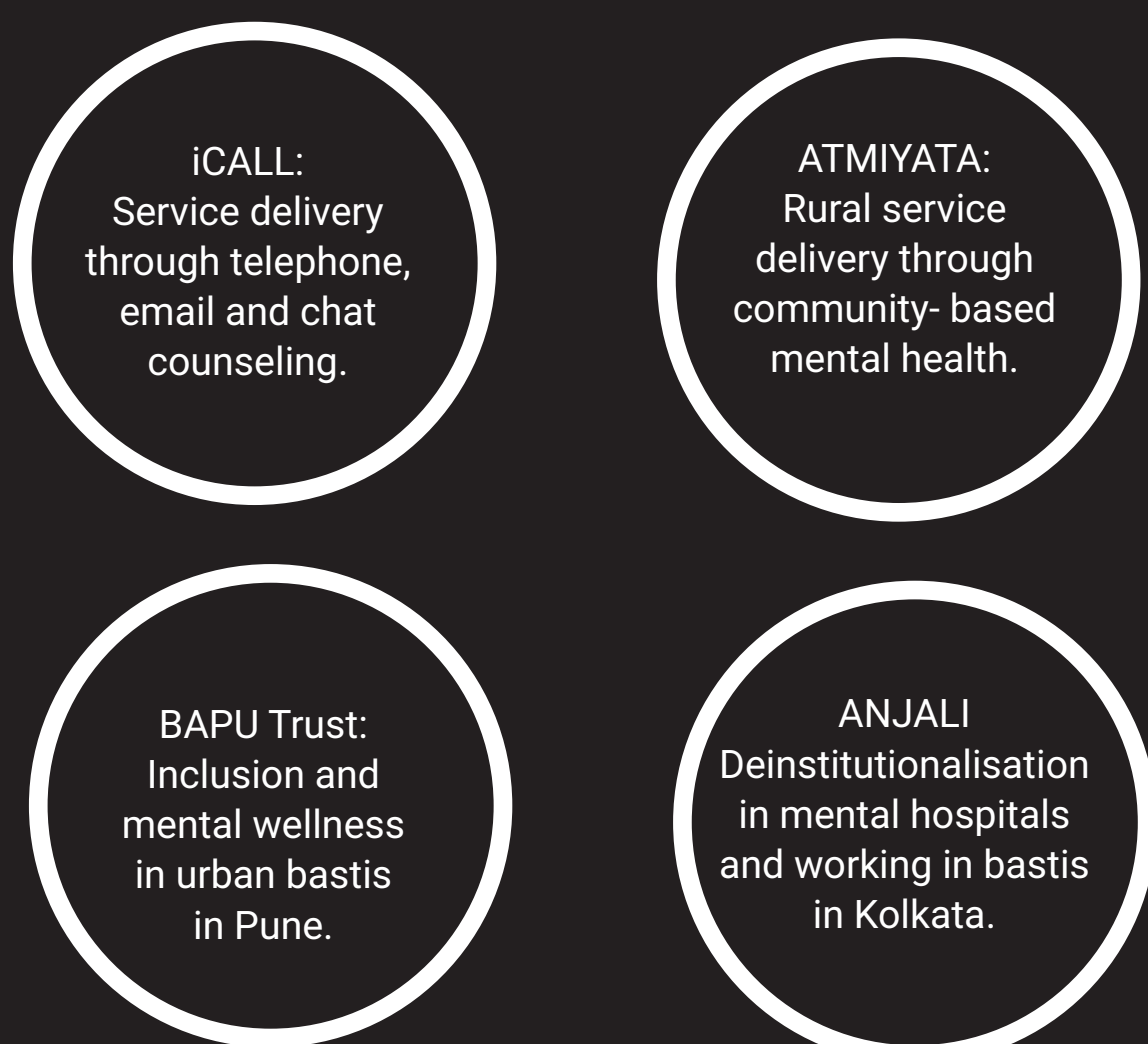 iCALL:
Service delivery
through telephone,
email and chat
counseling.
ATMIYATA:
Rural service
delivery through
community- based
mental health.
BAPU Trust:
Inclusion and
mental wellness
in urban bastis
in Pune.
ANJALI
Deinstitutionalisation
in mental hospitals
and working in bastis
in Kolkata.